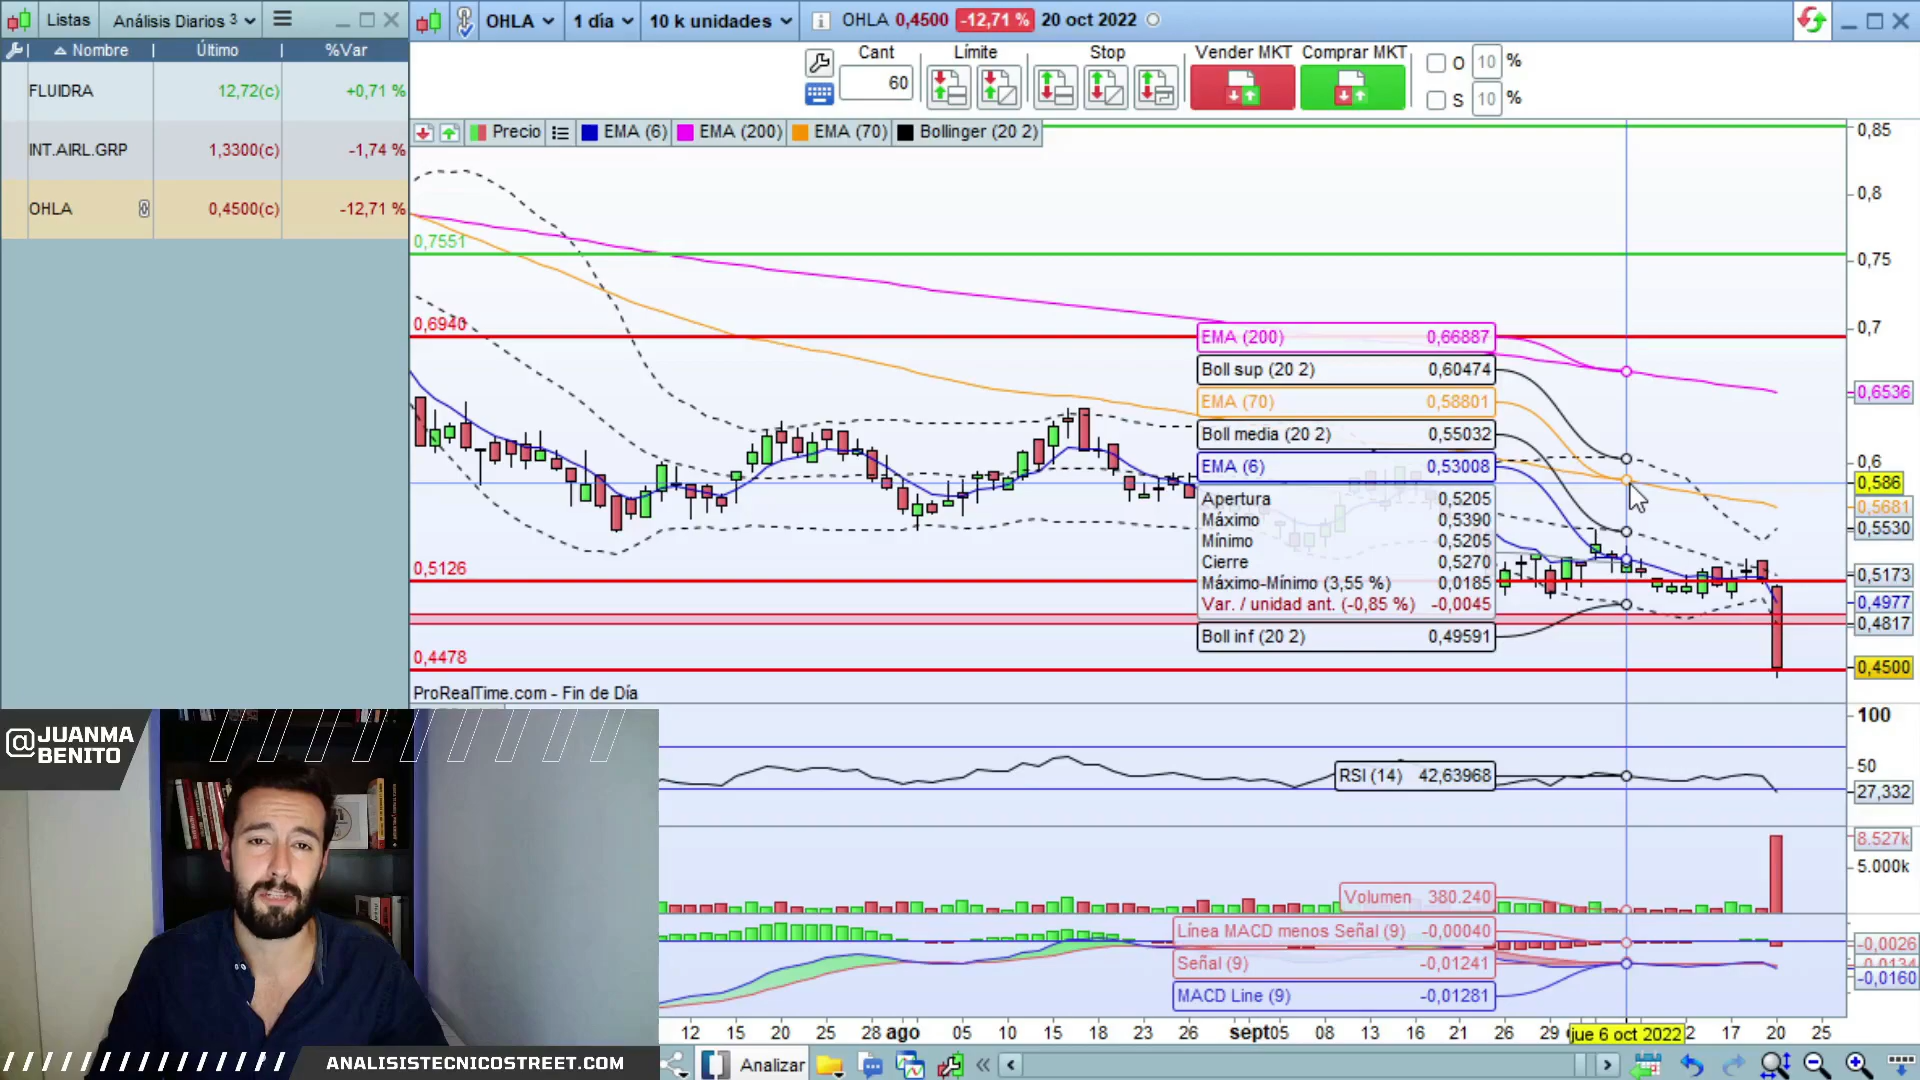 Listas
Análisis Diarios 3
OHLA
1 día
10 k unidades
OHLA 0,4500 -12,71 % 20 oct 2022
Nombre
Último
%Var
FLUIDRA 12,72(c) +0,71 %
INT.AIRL.GRP 1,3300(c) -1,74 %
OHLA 0,4500(c) -12,71 %
Cant
60
Límite
Stop
Vender MKT
Comprar MKT
O 10 %
S 10 %
Precio
EMA (6)
EMA (200)
EMA (70)
Bollinger (20 2)
0,85
0,8
0,7551
0,75
0,6940
0,7
EMA (200) 0,66887
Boll sup (20 2) 0,60474
0,6536
EMA (70) 0,58801
Boll media (20 2) 0,55032
0,6
EMA (6) 0,53008
0,586
Apertura 0,5205
0,5681
Máximo 0,5390
0,5530
Mínimo 0,5205
Cierre 0,5270
0,5126
0,5173
Máximo-Mínimo (3,55 %) 0,0185
Var. / unidad ant. (-0,85 %) -0,0045
0,4977
0,4817
Boll inf (20 2) 0,49591
0,4478
0,4500
ProRealTime.com - Fin de Día
100
@JUANMA
BENITO
RSI (14) 42,63968
50
27,332
8.527k
5.000k
Volumen 380.240
Línea MACD menos Señal (9) -0,00040
-0,0026
Señal (9) -0,01241
-0,0134
-0,0160
MACD Line (9) -0,01281
12 15 20 25 28 ago 05 10 15 18 23 26 sept 05 08 13 16 21 26 29 jue 6 oct 2022 2 17 20 25
ANALISISTECNICOSTREET.COM
Analizar